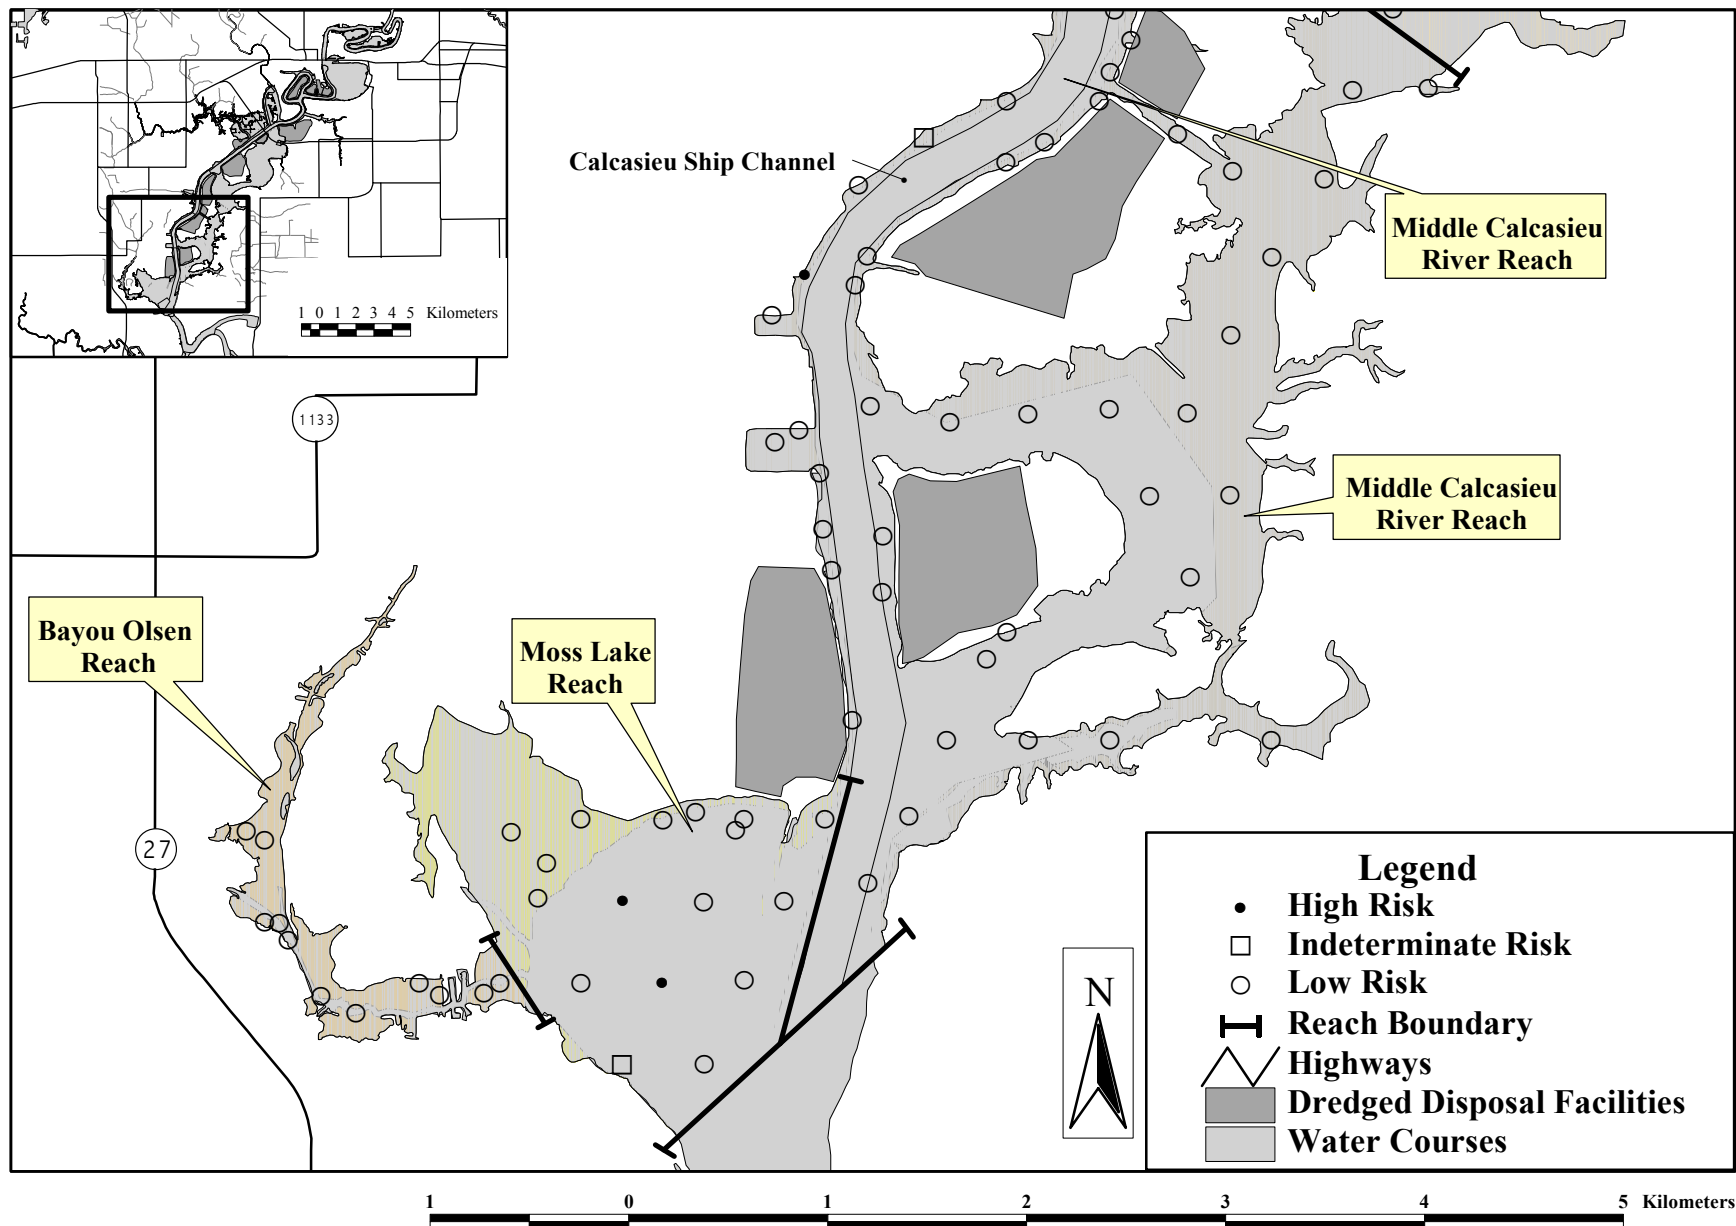 1 0 1 2 3 4 5 Kilometers
Calcasieu Ship Channel
Middle Calcasieu
River Reach
1133
Middle Calcasieu
River Reach
Bayou Olsen
Reach
Moss Lake
Reach
27
Legend
High Risk
Indeterminate Risk
Low Risk
Reach Boundary
Highways
Dredged Disposal Facilities
Water Courses
N
1 0 1 2 3 4 5 Kilometers